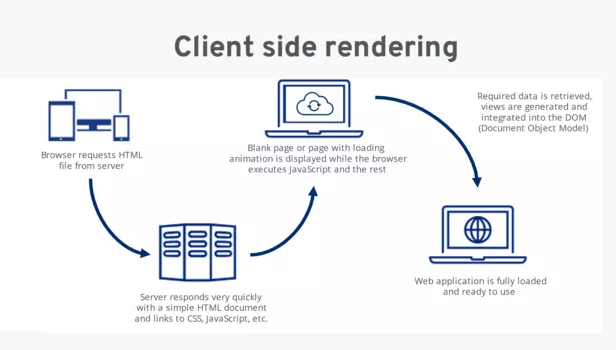 Client side rendering
Browser requests HTML
file from server
Server responds very quickly
with a simple HTML document
and links to CSS, JavaScript, etc.
Blank page or page with loading
animation is displayed while the browser
executes JavaScript and the rest
Required data is retrieved,
views are generated and
integrated into the DOM
(Document Object Model)
Web application is fully loaded
and ready to use